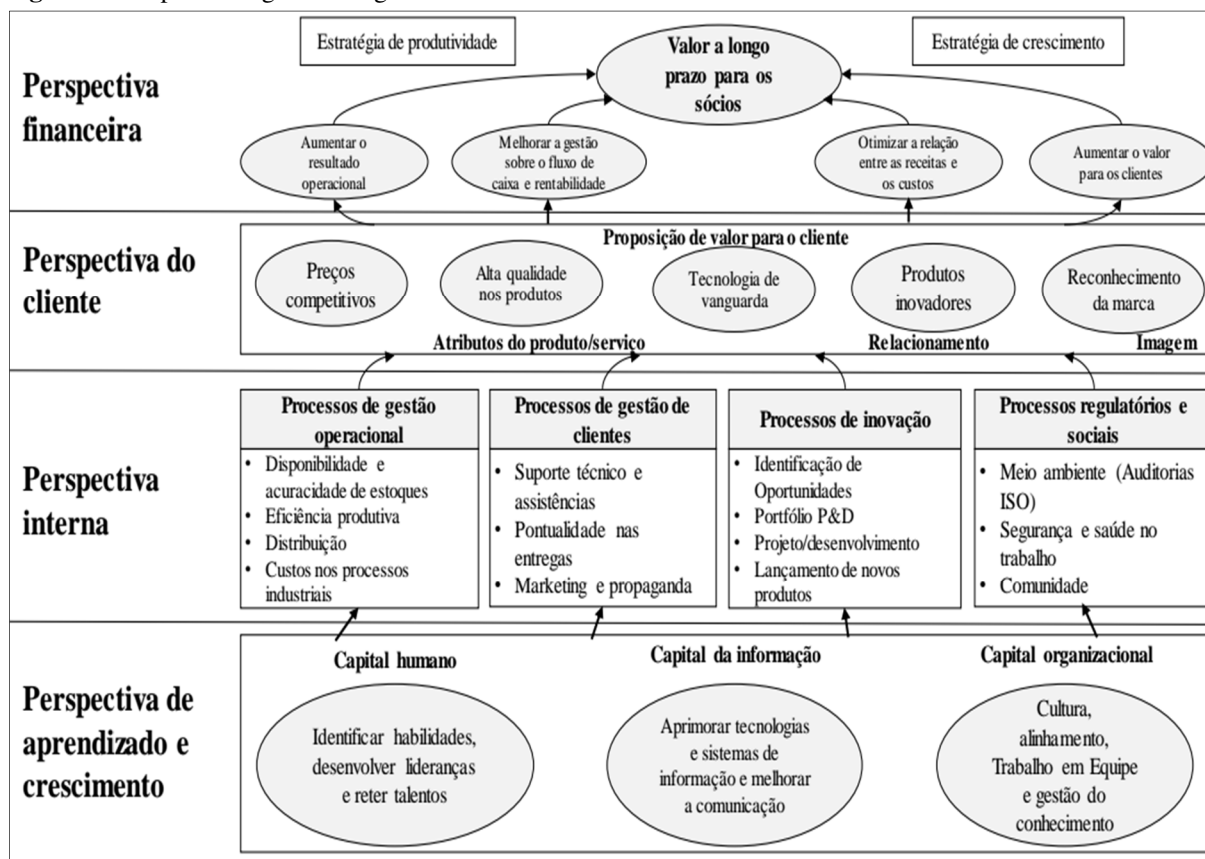 Estratégia de produtividade
Valor a longo
prazo para os
sócios
Estratégia de crescimento
Perspectiva
financeira
Aumentar o
resultado
operacional
Melhorar a gestão
sobre o fluxo de
caixa e rentabilidade
Otimizar a relação
entre as receitas e
os custos
Aumentar o valor
para os clientes
Perspectiva do
cliente
Proposição de valor para o cliente
Preços
competitivos
Alta qualidade
nos produtos
Tecnologia de
vanguarda
Produtos
inovadores
Reconhecimento
da marca
Atributos do produto/serviço
Relacionamento
Imagem
Perspectiva
interna
Processos de gestão
operacional
• Disponibilidade e
acuracidade de estoques
• Eficiência produtiva
• Distribuição
• Custos nos processos
industriais
Processos de gestão de
clientes
• Suporte técnico e
assistências
• Pontualidade nas
entregas
• Marketing e propaganda
Processos de inovação
• Identificação de
Oportunidades
• Portfólio P&D
• Projeto/desenvolvimento
• Lançamento de novos
produtos
Processos regulatórios e
sociais
• Meio ambiente (Auditorias
ISO)
• Segurança e saúde no
trabalho
• Comunidade
Perspectiva de
aprendizado e
crescimento
Capital humano
Identificar habilidades,
desenvolver lideranças
e reter talentos
Capital da informação
Aprimorar tecnologias
e sistemas de
informação e melhorar
a comunicação
Capital organizacional
Cultura,
alinhamento,
Trabalho em Equipe
e gestão do
conhecimento